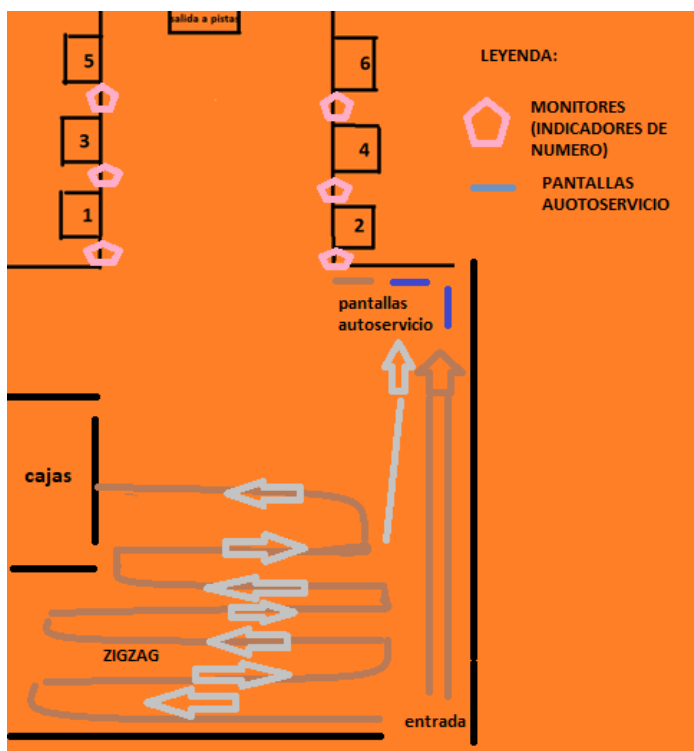 salida a pistas
5
6
LEYENDA:
MONITORES
(INDICADORES DE
NUMERO)
3
4
PANTALLAS
AUOTOSERVICIO
1
2
pantallas
autoservicio
cajas
ZIGZAG
entrada